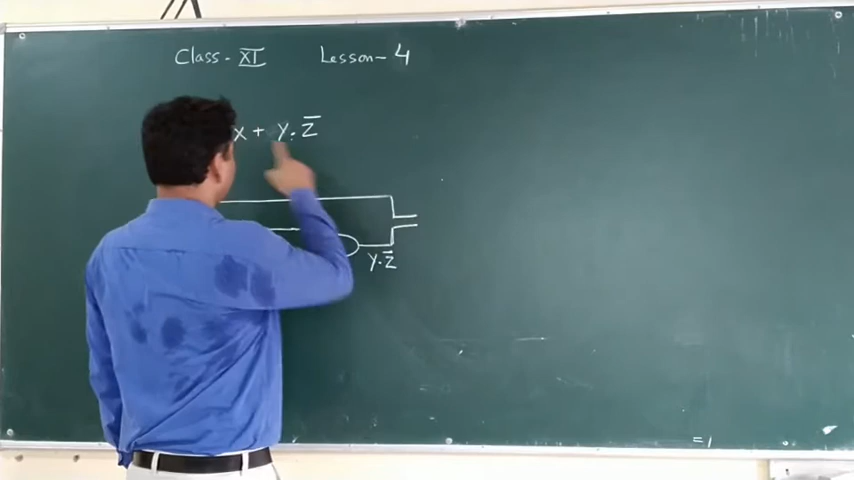 Class - XI Lesson - 4
x + y . z̅
y . z̅